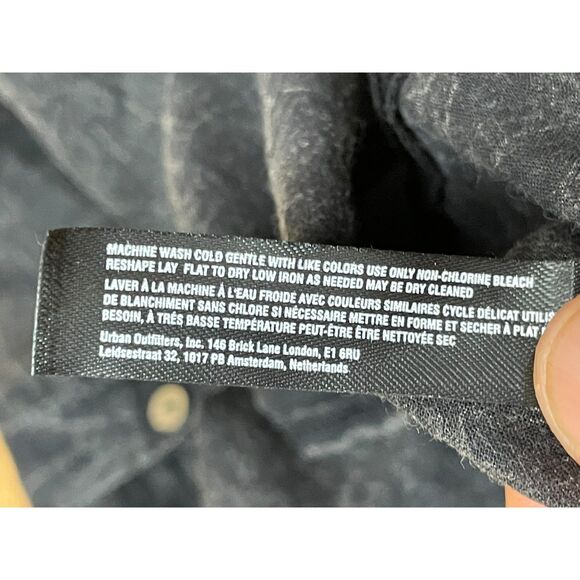 MACHINE WASH COLD GENTLE WITH LIKE COLORS USE ONLY NON-CHLORINE BLEACH
RESHAPE LAY FLAT TO DRY LOW IRON AS NEEDED MAY BE DRY CLEANED
LAVER À LA MACHINE À L'EAU FROIDE AVEC COULEURS SIMILAIRES CYCLE DÉLICAT
DE BLANCHIMENT SANS CHLORE SI NÉCESSAIRE METTRE EN FORME ET SECHER À PLAT
BESOIN, À TRÉS BASSE TEMPÉRATURE PEUT-ÊTRE ÊTRE NETTOYÉE SEC
Urban Outfitters, Inc. 146 Brick Lane London, E1 6RU
Leidsestraat 32, 1017 PB Amsterdam, Netherlands